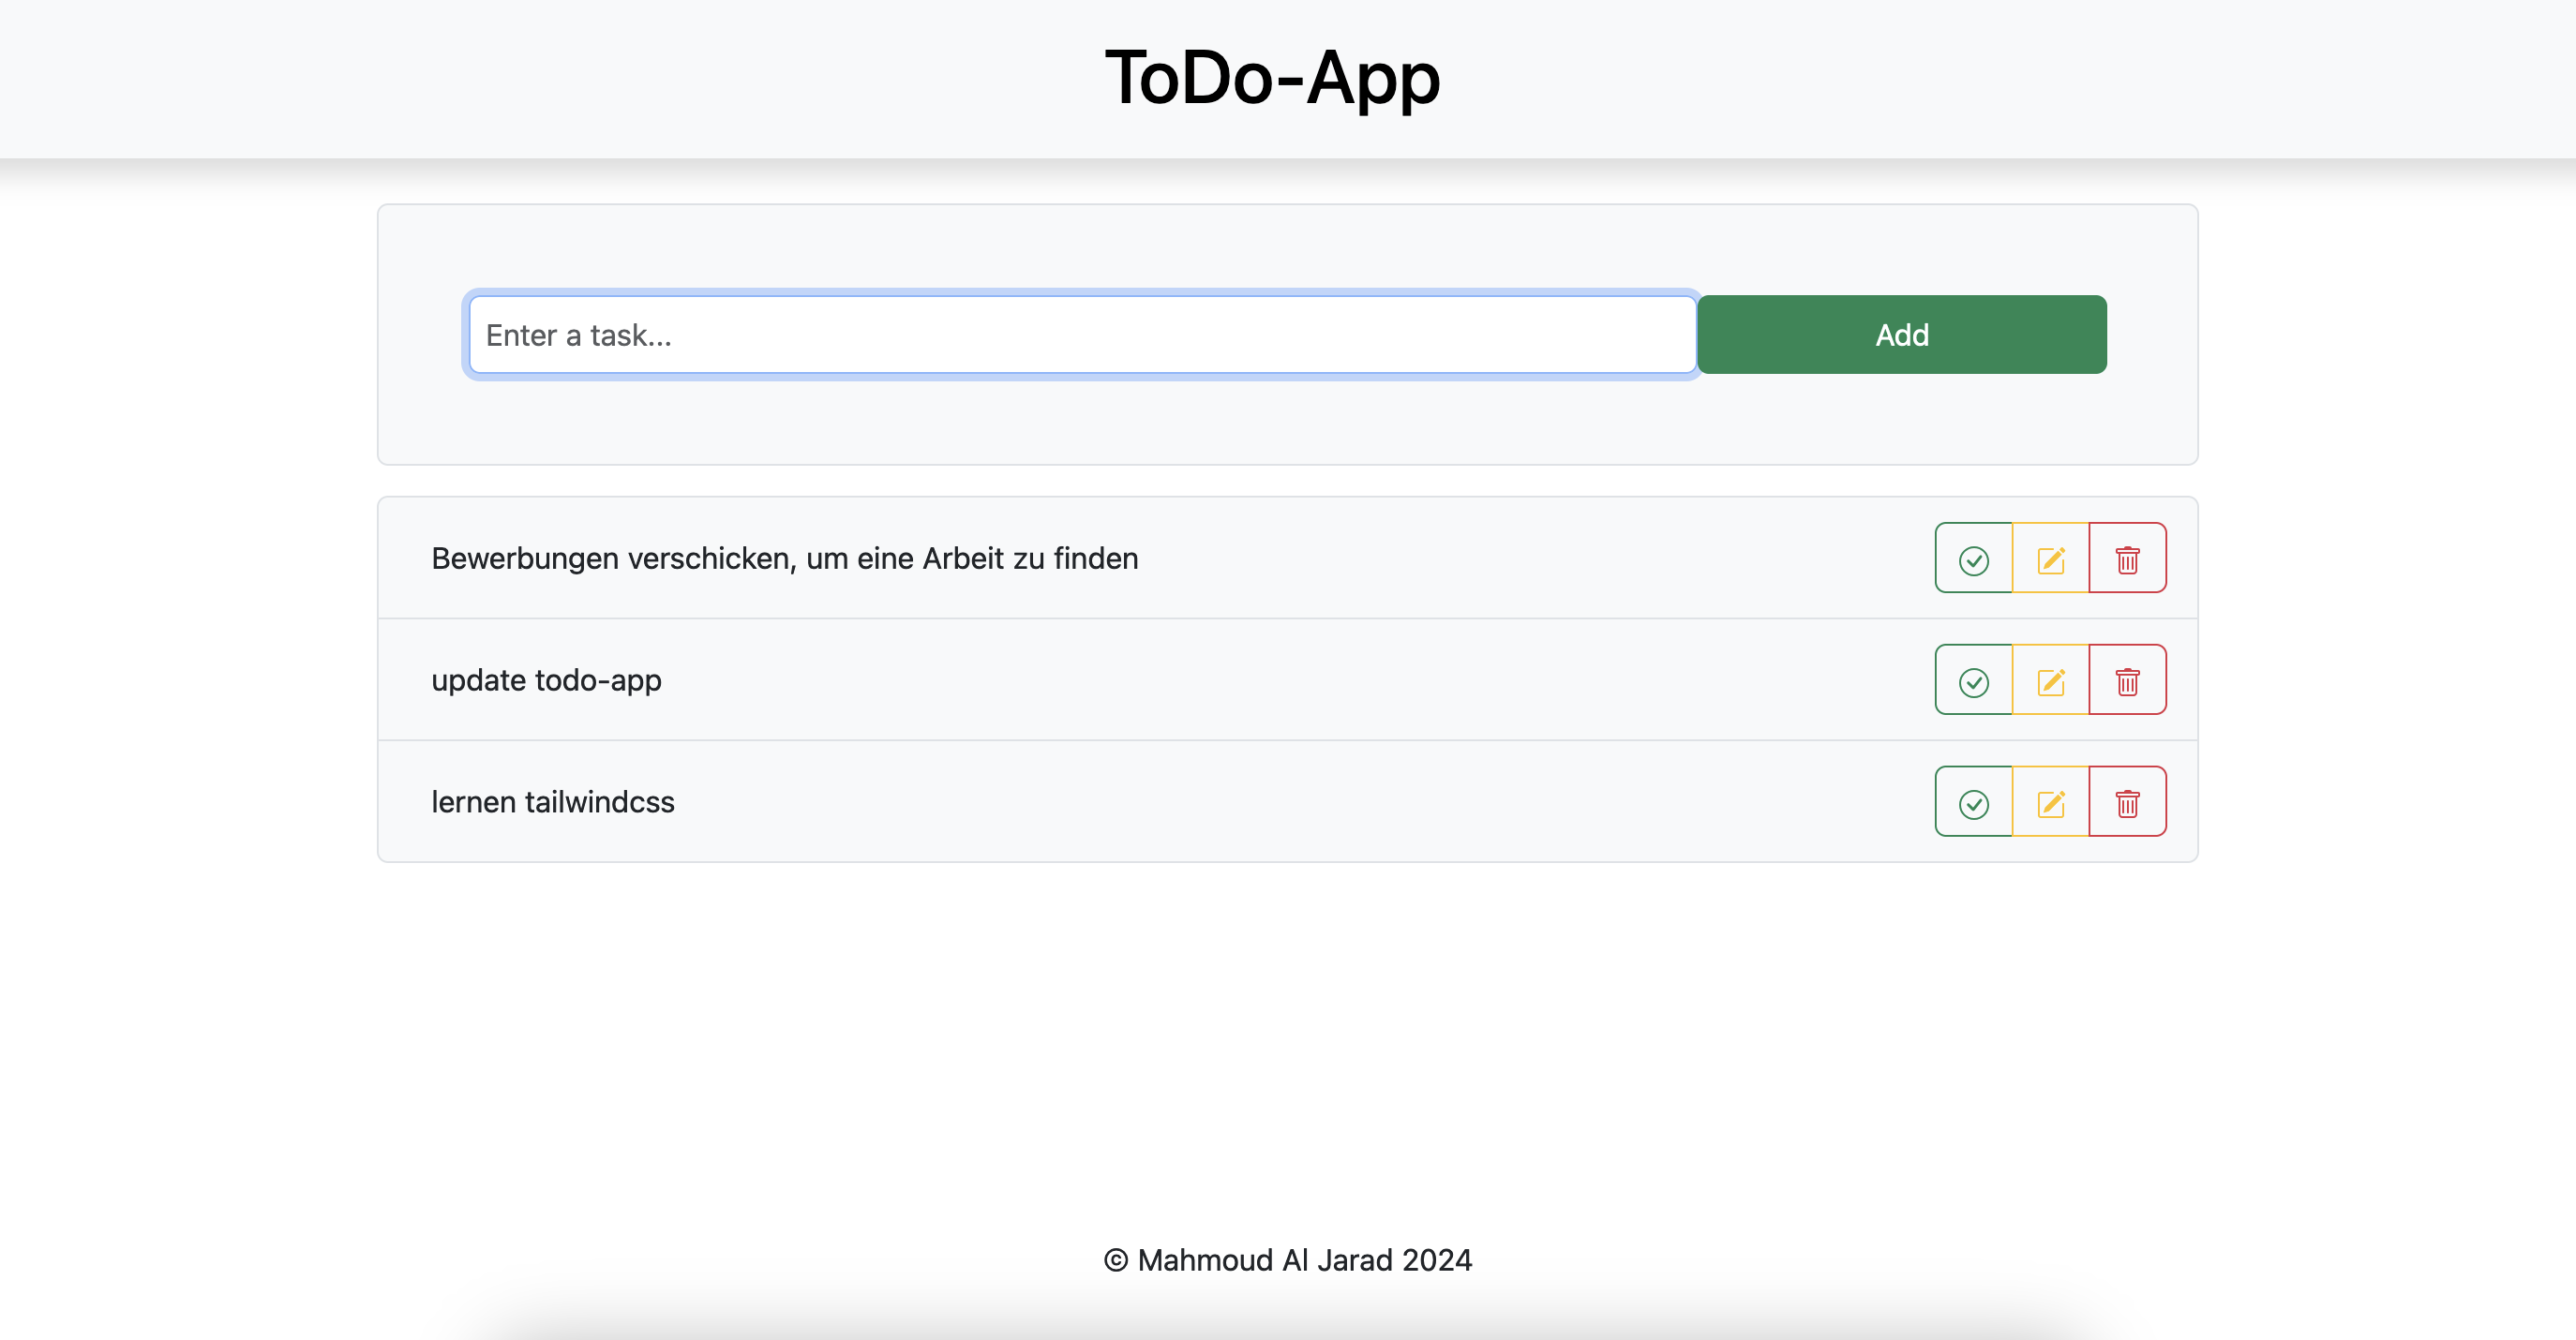 ToDo-App
Enter a task...
Add
Bewerbungen verschicken, um eine Arbeit zu finden
update todo-app
lernen tailwindcss
© Mahmoud Al Jarad 2024